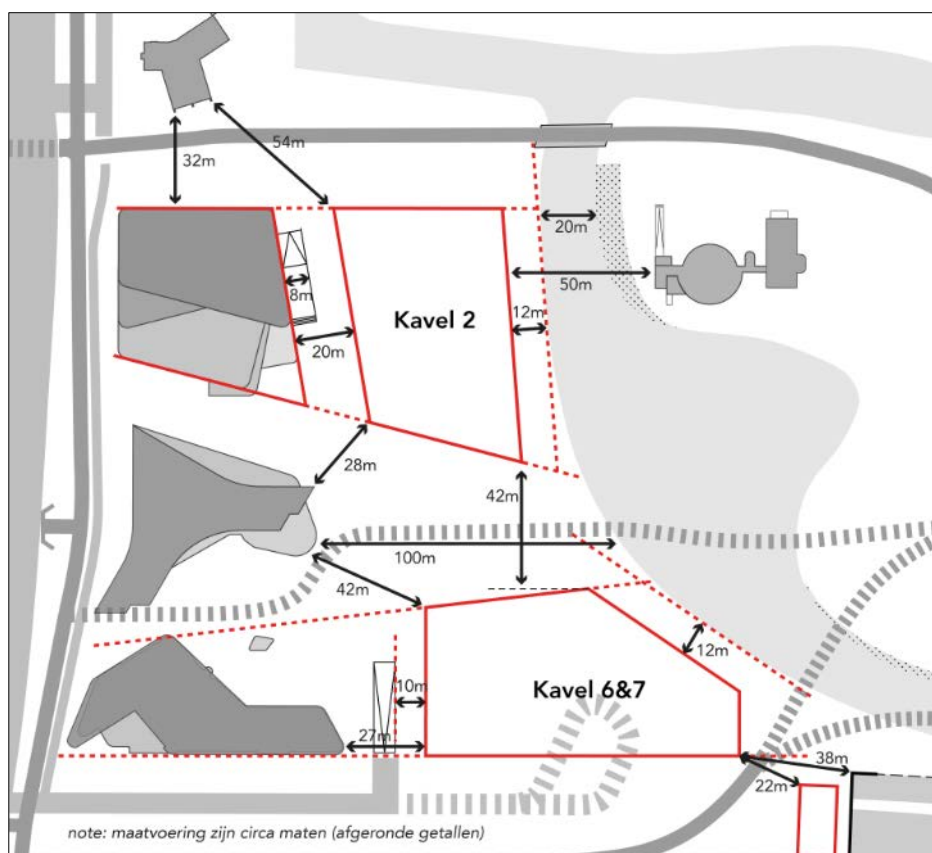 54m
32m
20m
50m
8m
Kavel 2
12m
20m
28m
42m
100m
42m
12m
10m
Kavel 6&7
27m
38m
22m
note: maatvoering zijn circa maten (afgeronde getallen)